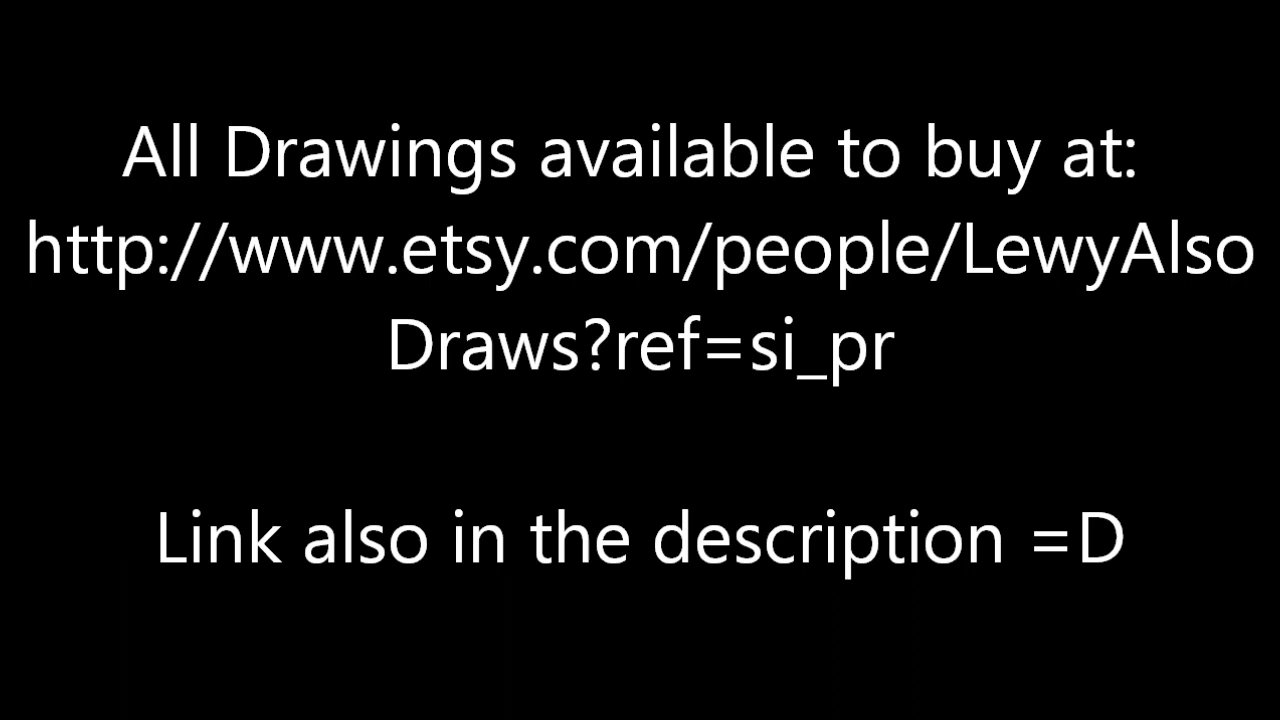 All Drawings available to buy at:
http://www.etsy.com/people/LewyAlso
Draws?ref=si_pr
Link also in the description =D